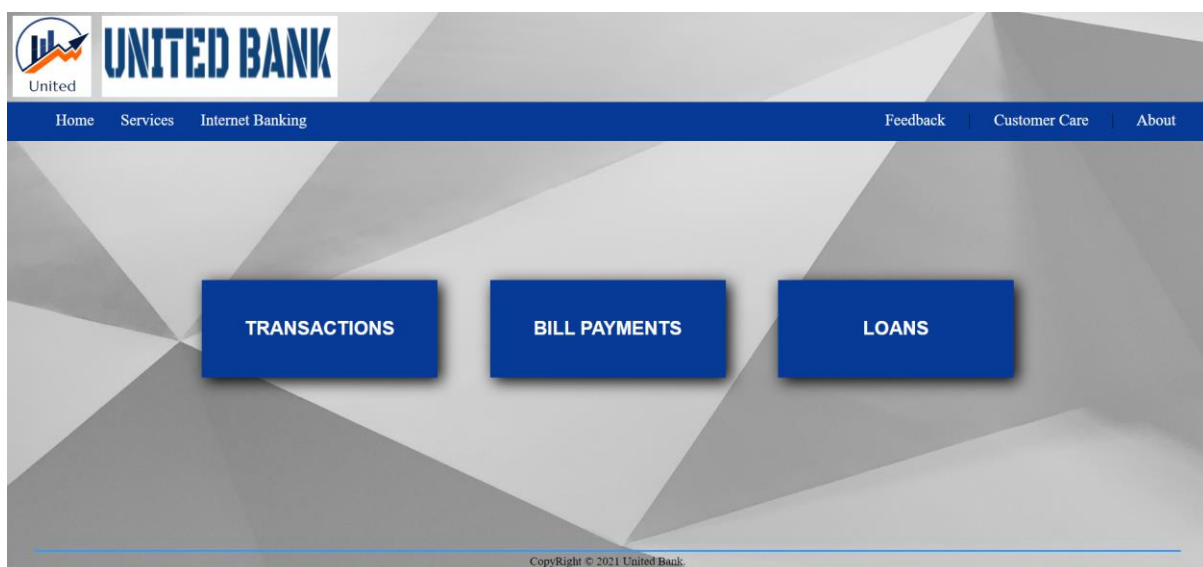 United
UNITED BANK
Home Services Internet Banking Feedback Customer Care About
TRANSACTIONS BILL PAYMENTS LOANS
CopyRight © 2021 United Bank.